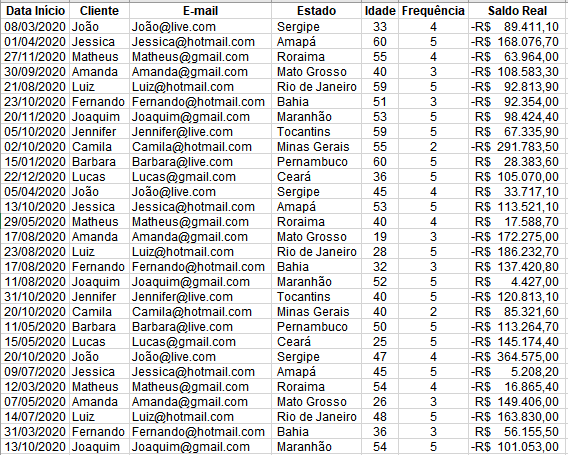 Data Início Cliente E-mail Estado Idade Frequência Saldo Real
08/03/2020 João João@live.com Sergipe 33 4 -R$ 89.411,10
01/04/2020 Jessica Jessica@hotmail.com Amapá 60 5 -R$ 168.076,70
27/11/2020 Matheus Matheus@gmail.com Roraima 55 4 -R$ 63.964,00
30/09/2020 Amanda Amanda@gmail.com Mato Grosso 40 3 -R$ 108.583,30
21/08/2020 Luiz Luiz@hotmail.com Rio de Janeiro 59 5 -R$ 92.813,90
23/10/2020 Fernando Fernando@hotmail.com Bahia 51 3 -R$ 92.354,00
20/11/2020 Joaquim Joaquim@gmail.com Maranhão 53 5 R$ 98.424,40
05/10/2020 Jennifer Jennifer@live.com Tocantins 59 5 R$ 67.335,90
02/10/2020 Camila Camila@hotmail.com Minas Gerais 55 2 -R$ 291.783,50
15/01/2020 Barbara Barbara@live.com Pernambuco 60 5 R$ 28.383,60
22/12/2020 Lucas Lucas@gmail.com Ceará 36 5 R$ 105.070,00
05/04/2020 João João@live.com Sergipe 45 4 R$ 33.717,10
13/10/2020 Jessica Jessica@hotmail.com Amapá 53 5 R$ 113.521,10
29/05/2020 Matheus Matheus@gmail.com Roraima 40 4 R$ 17.588,70
17/08/2020 Amanda Amanda@gmail.com Mato Grosso 19 3 -R$ 172.275,00
23/08/2020 Luiz Luiz@hotmail.com Rio de Janeiro 28 5 -R$ 186.232,70
17/08/2020 Fernando Fernando@hotmail.com Bahia 32 3 R$ 137.420,80
11/08/2020 Joaquim Joaquim@gmail.com Maranhão 52 5 R$ 4.427,00
31/10/2020 Jennifer Jennifer@live.com Tocantins 40 5 -R$ 120.813,10
20/10/2020 Camila Camila@hotmail.com Minas Gerais 40 2 R$ 85.321,60
11/05/2020 Barbara Barbara@live.com Pernambuco 50 5 -R$ 113.264,70
15/05/2020 Lucas Lucas@gmail.com Ceará 25 5 -R$ 145.174,40
20/10/2020 João João@live.com Sergipe 47 4 -R$ 364.575,00
09/07/2020 Jessica Jessica@hotmail.com Amapá 45 5 R$ 5.208,20
12/03/2020 Matheus Matheus@gmail.com Roraima 54 4 -R$ 16.865,40
07/05/2020 Amanda Amanda@gmail.com Mato Grosso 26 3 -R$ 149.406,00
14/07/2020 Luiz Luiz@hotmail.com Rio de Janeiro 48 5 -R$ 163.830,00
31/03/2020 Fernando Fernando@hotmail.com Bahia 36 3 -R$ 56.155,50
13/10/2020 Joaquim Joaquim@gmail.com Maranhão 54 5 -R$ 101.053,00